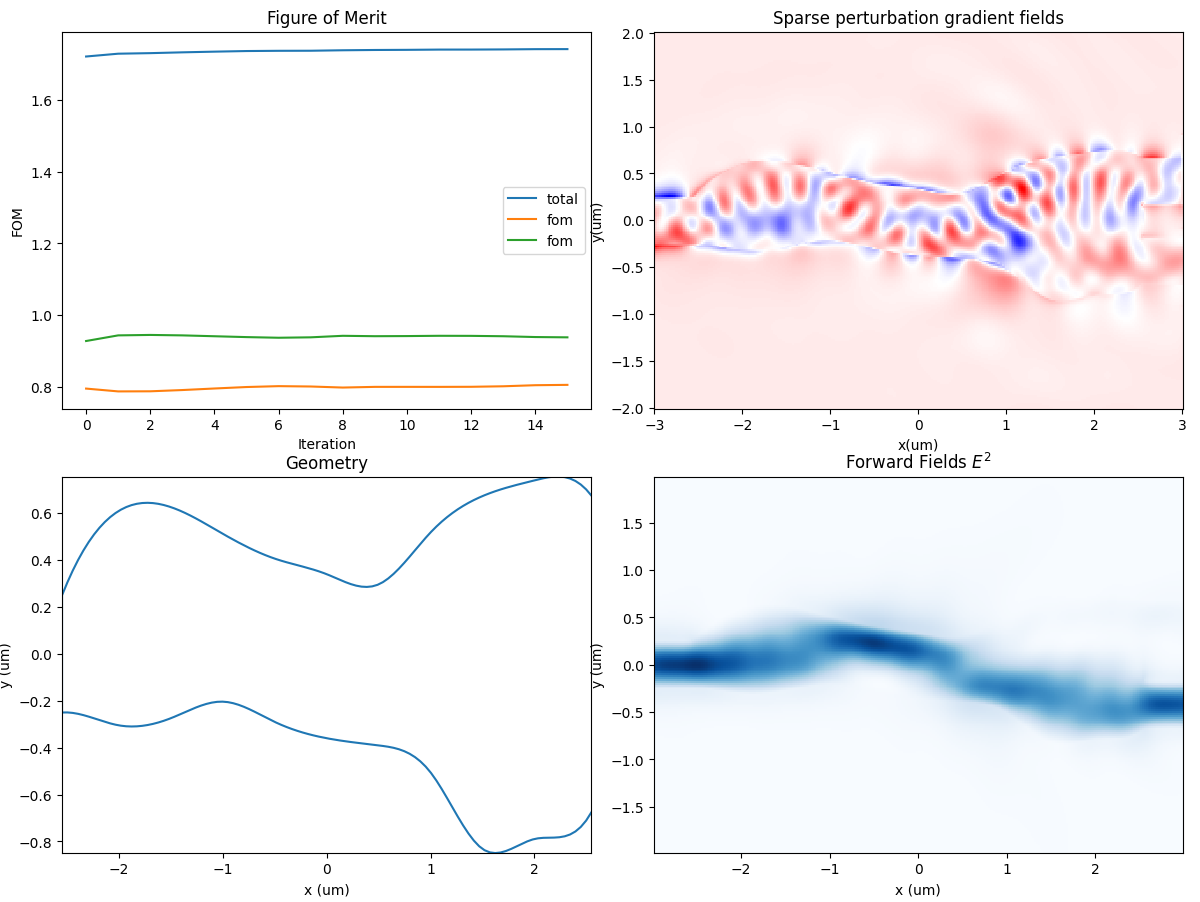 Figure of Merit
FOM
1.6
1.4
1.2
1.0
0.8
total
fom
fom
0 2 4 6 8 10 12 14
Iteration
Sparse perturbation gradient fields
y(um)
2.0
1.5
1.0
0.5
0.0
−0.5
−1.0
−1.5
−2.0
−3 −2 −1 0 1 2 3
x(um)
Geometry
y (um)
0.6
0.4
0.2
0.0
−0.2
−0.4
−0.6
−0.8
−2 −1 0 1 2
x (um)
Forward Fields E²
y (um)
1.5
1.0
0.5
0.0
−0.5
−1.0
−1.5
−2 −1 0 1 2
x (um)